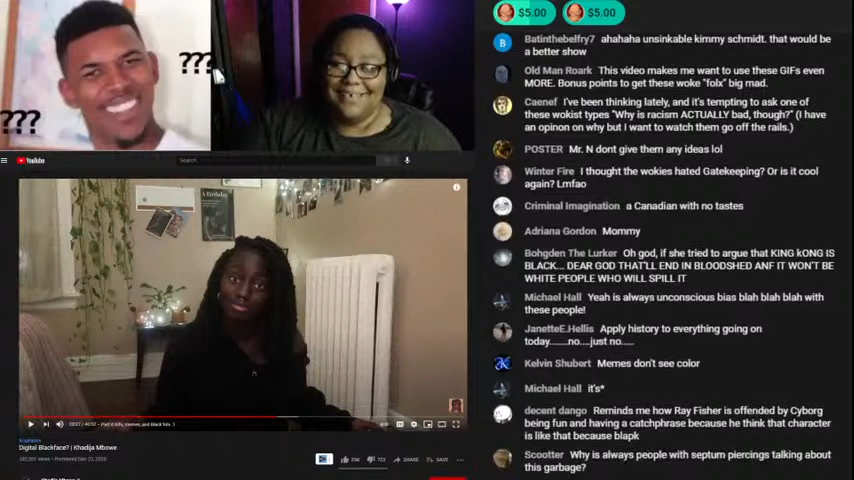 $5.00 $5.00
???
???
Batinthebelfry7 ahahaha unsinkable kimmy schmidt. that would be
a better show
Old Man Roark This video makes me want to use these GIFs even
MORE. Bonus points to get these woke "folx" big mad.
Caenef I've been thinking lately, and it's tempting to ask one of
these wokist types "Why is racism ACTUALLY bad, though?" (I have
an opinon on why but I want to watch them go off the rails.)
POSTER Mr. N dont give them any ideas lol
Winter Fire I thought the wokies hated Gatekeeping? Or is it cool
again? Lmfao
Criminal Imagination a Canadian with no tastes
Adriana Gordon Mommy
Bohgden The Lurker Oh god, if she tried to argue that KING kONG IS
BLACK... DEAR GOD THAT'LL END IN BLOODSHED ANF IT WON'T BE
WHITE PEOPLE WHO WILL SPILL IT
Michael Hall Yeah is always unconscious bias blah blah blah with
these people!
JanetteE.Hellis Apply history to everything going on
today........no....just no.....
Kelvin Shubert Memes don't see color
Michael Hall it's*
decent dango Reminds me how Ray Fisher is offended by Cyborg
being fun and having a catchphrase because he think that character
is like that because blapk
Scootter Why is always people with septum piercings talking about
this garbage?
YouTube
Search
Digital Blackface? | Khadija Mbowe
SHARE
SAVE